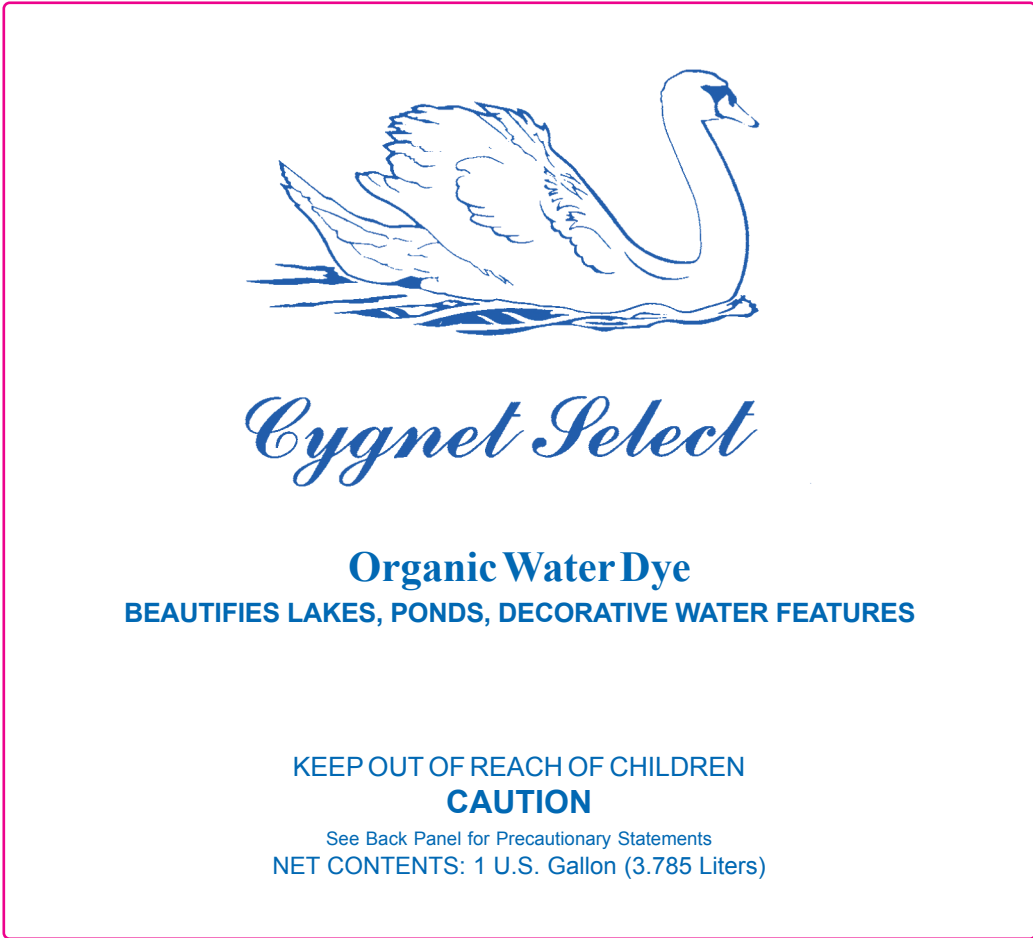 Cygnet Select
Organic Water Dye
BEAUTIFIES LAKES, PONDS, DECORATIVE WATER FEATURES
KEEP OUT OF REACH OF CHILDREN
CAUTION
See Back Panel for Precautionary Statements
NET CONTENTS: 1 U.S. Gallon (3.785 Liters)